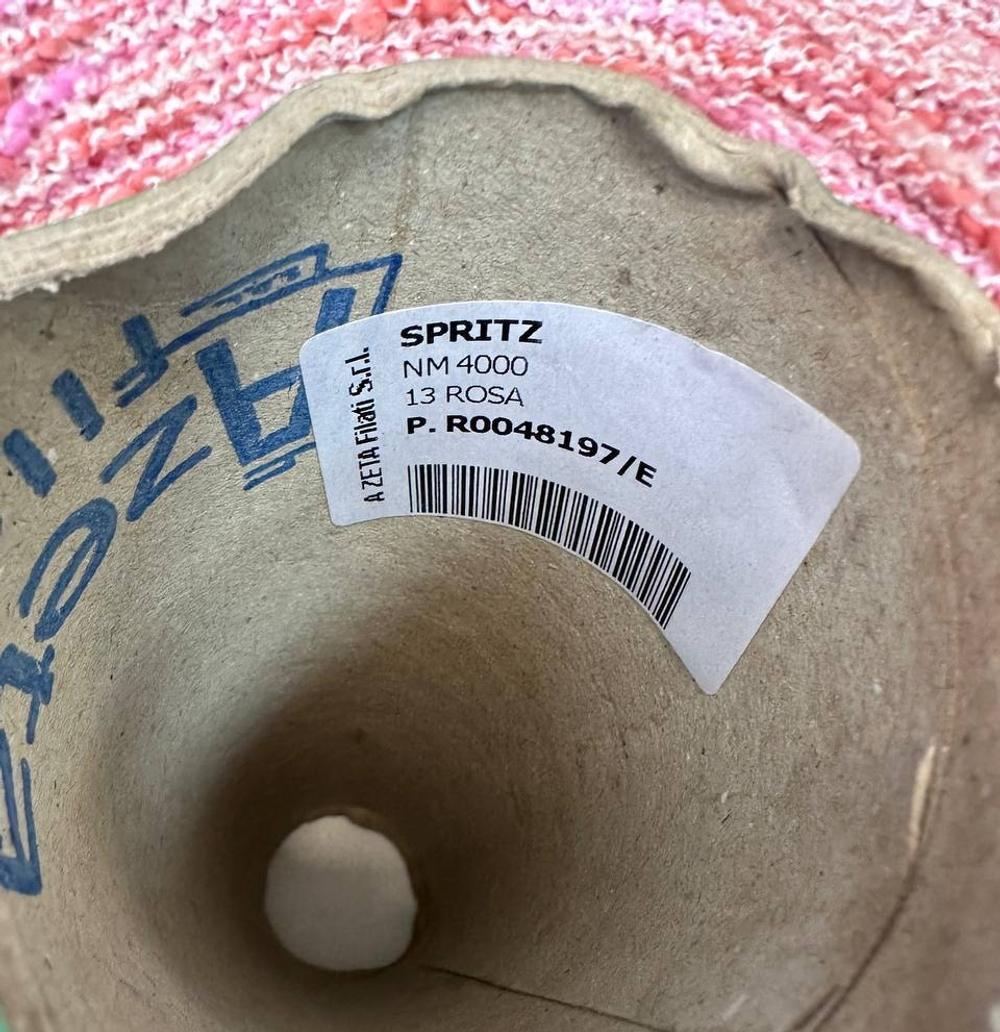 SPRITZ
NM 4000
13 ROSA
P. R0048197/E
A ZETA Filati S.r.l.